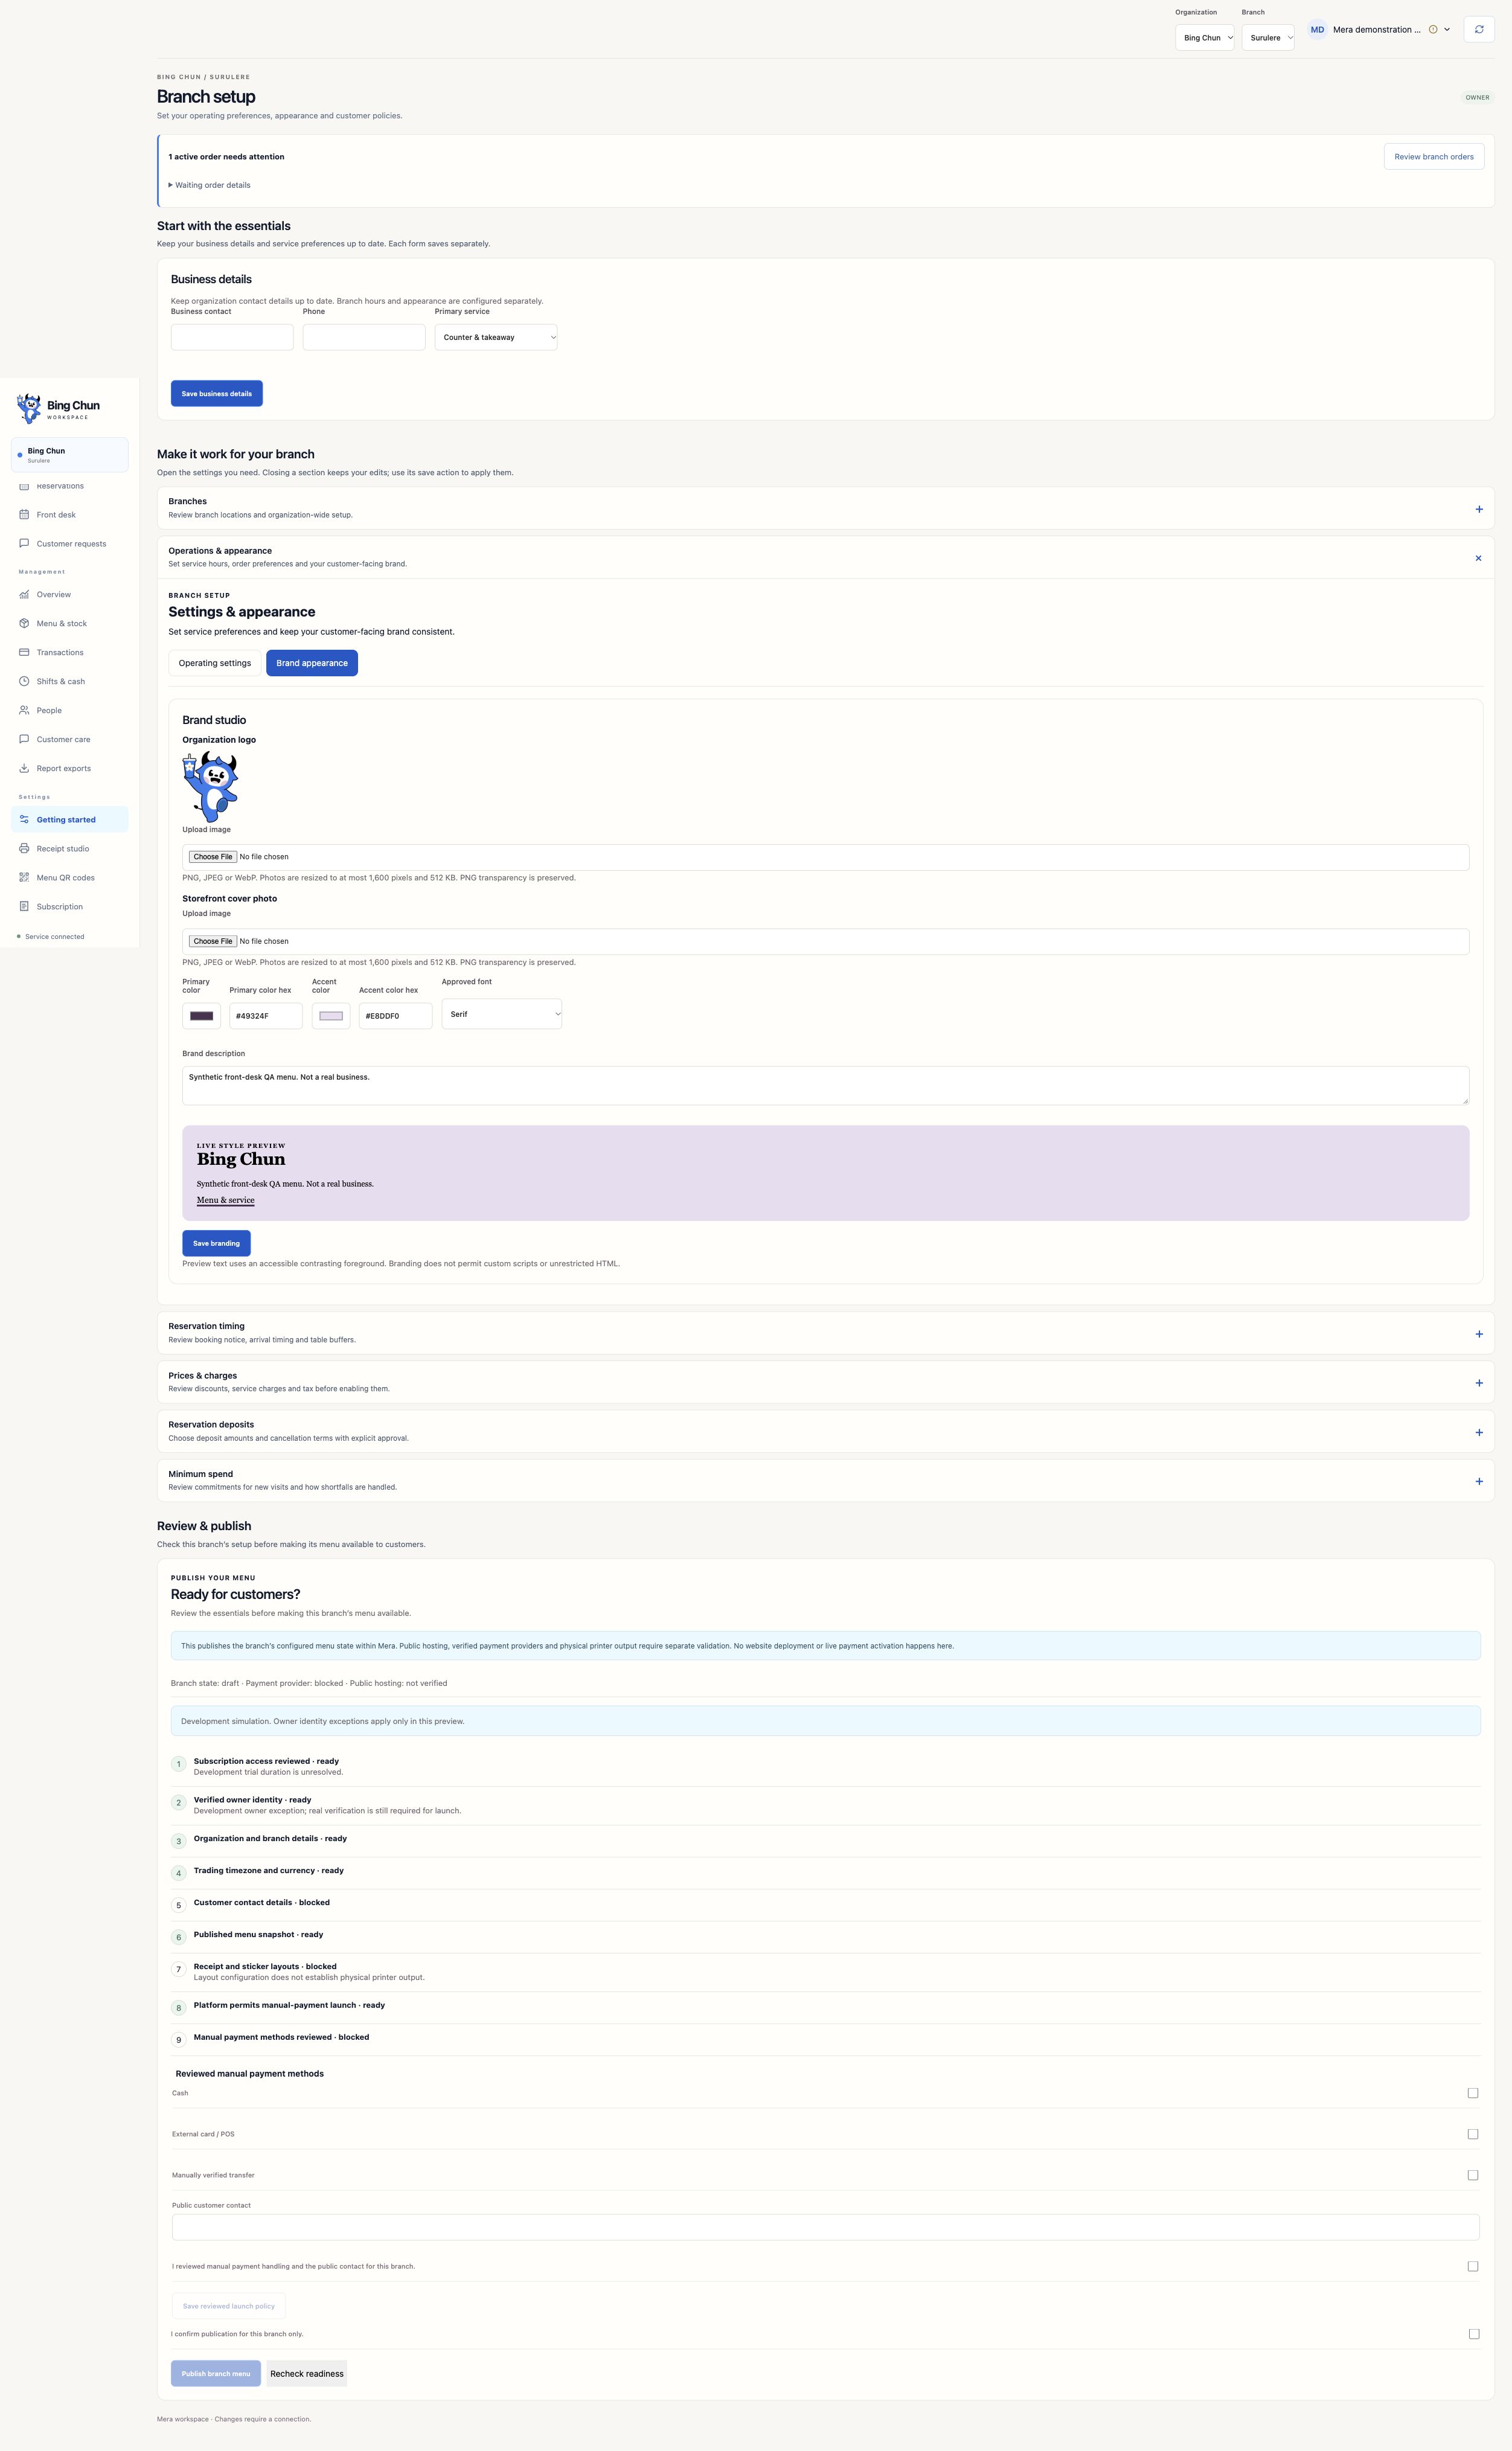 Organization
Branch
Bing Chun
Surulere
MD
Mera demonstration ...
BING CHUN / SURULERE
Branch setup
OWNER
Set your operating preferences, appearance and customer policies.
1 active order needs attention
Review branch orders
Waiting order details
Start with the essentials
Keep your business details and service preferences up to date. Each form saves separately.
Business details
Keep organization contact details up to date. Branch hours and appearance are configured separately.
Business contact
Phone
Primary service
Counter & takeaway
Save business details
Bing Chun
WORKSPACE
Bing Chun
Surulere
Reservations
Front desk
Customer requests
Management
Overview
Menu & stock
Transactions
Shifts & cash
People
Customer care
Report exports
Settings
Getting started
Receipt studio
Menu QR codes
Subscription
Service connected
Make it work for your branch
Open the settings you need. Closing a section keeps your edits; use its save action to apply them.
Branches
Review branch locations and organization-wide setup.
Operations & appearance
Set service hours, order preferences and your customer-facing brand.
BRANCH SETUP
Settings & appearance
Set service preferences and keep your customer-facing brand consistent.
Operating settings
Brand appearance
Brand studio
Organization logo
Upload image
Choose File No file chosen
PNG, JPEG or WebP. Photos are resized to at most 1,600 pixels and 512 KB. PNG transparency is preserved.
Storefront cover photo
Upload image
Choose File No file chosen
PNG, JPEG or WebP. Photos are resized to at most 1,600 pixels and 512 KB. PNG transparency is preserved.
Primary color
Primary color hex
#49324F
Accent color
Accent color hex
#E8DDF0
Approved font
Serif
Brand description
Synthetic front-desk QA menu. Not a real business.
LIVE STYLE PREVIEW
Bing Chun
Synthetic front-desk QA menu. Not a real business.
Menu & service
Save branding
Preview text uses an accessible contrasting foreground. Branding does not permit custom scripts or unrestricted HTML.
Reservation timing
Review booking notice, arrival timing and table buffers.
Prices & charges
Review discounts, service charges and tax before enabling them.
Reservation deposits
Choose deposit amounts and cancellation terms with explicit approval.
Minimum spend
Review commitments for new visits and how shortfalls are handled.
Review & publish
Check this branch's setup before making its menu available to customers.
PUBLISH YOUR MENU
Ready for customers?
Review the essentials before making this branch's menu available.
This publishes the branch's configured menu state within Mera. Public hosting, verified payment providers and physical printer output require separate validation. No website deployment or live payment activation happens here.
Branch state: draft · Payment provider: blocked · Public hosting: not verified
Development simulation. Owner identity exceptions apply only in this preview.
1 Subscription access reviewed · ready
Development trial duration is unresolved.
2 Verified owner identity · ready
Development owner exception; real verification is still required for launch.
3 Organization and branch details · ready
4 Trading timezone and currency · ready
5 Customer contact details · blocked
6 Published menu snapshot · ready
7 Receipt and sticker layouts · blocked
Layout configuration does not establish physical printer output.
8 Platform permits manual-payment launch · ready
9 Manual payment methods reviewed · blocked
Reviewed manual payment methods
Cash
External card / POS
Manually verified transfer
Public customer contact
I reviewed manual payment handling and the public contact for this branch.
Save reviewed launch policy
I confirm publication for this branch only.
Publish branch menu
Recheck readiness
Mera workspace · Changes require a connection.